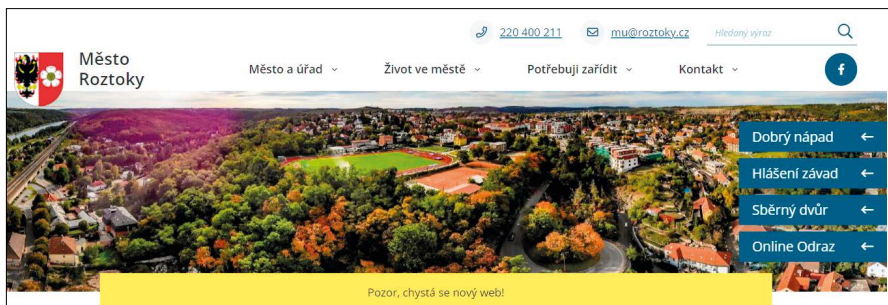 220 400 211
mu@roztoky.cz
Hledaný výraz
Město
Roztoky
Město a úřad
Život ve městě
Potřebuji zařídit
Kontakt
Dobrý nápad
Hlášení závad
Sběrný dvůr
Online Odraz
Pozor, chystá se nový web!